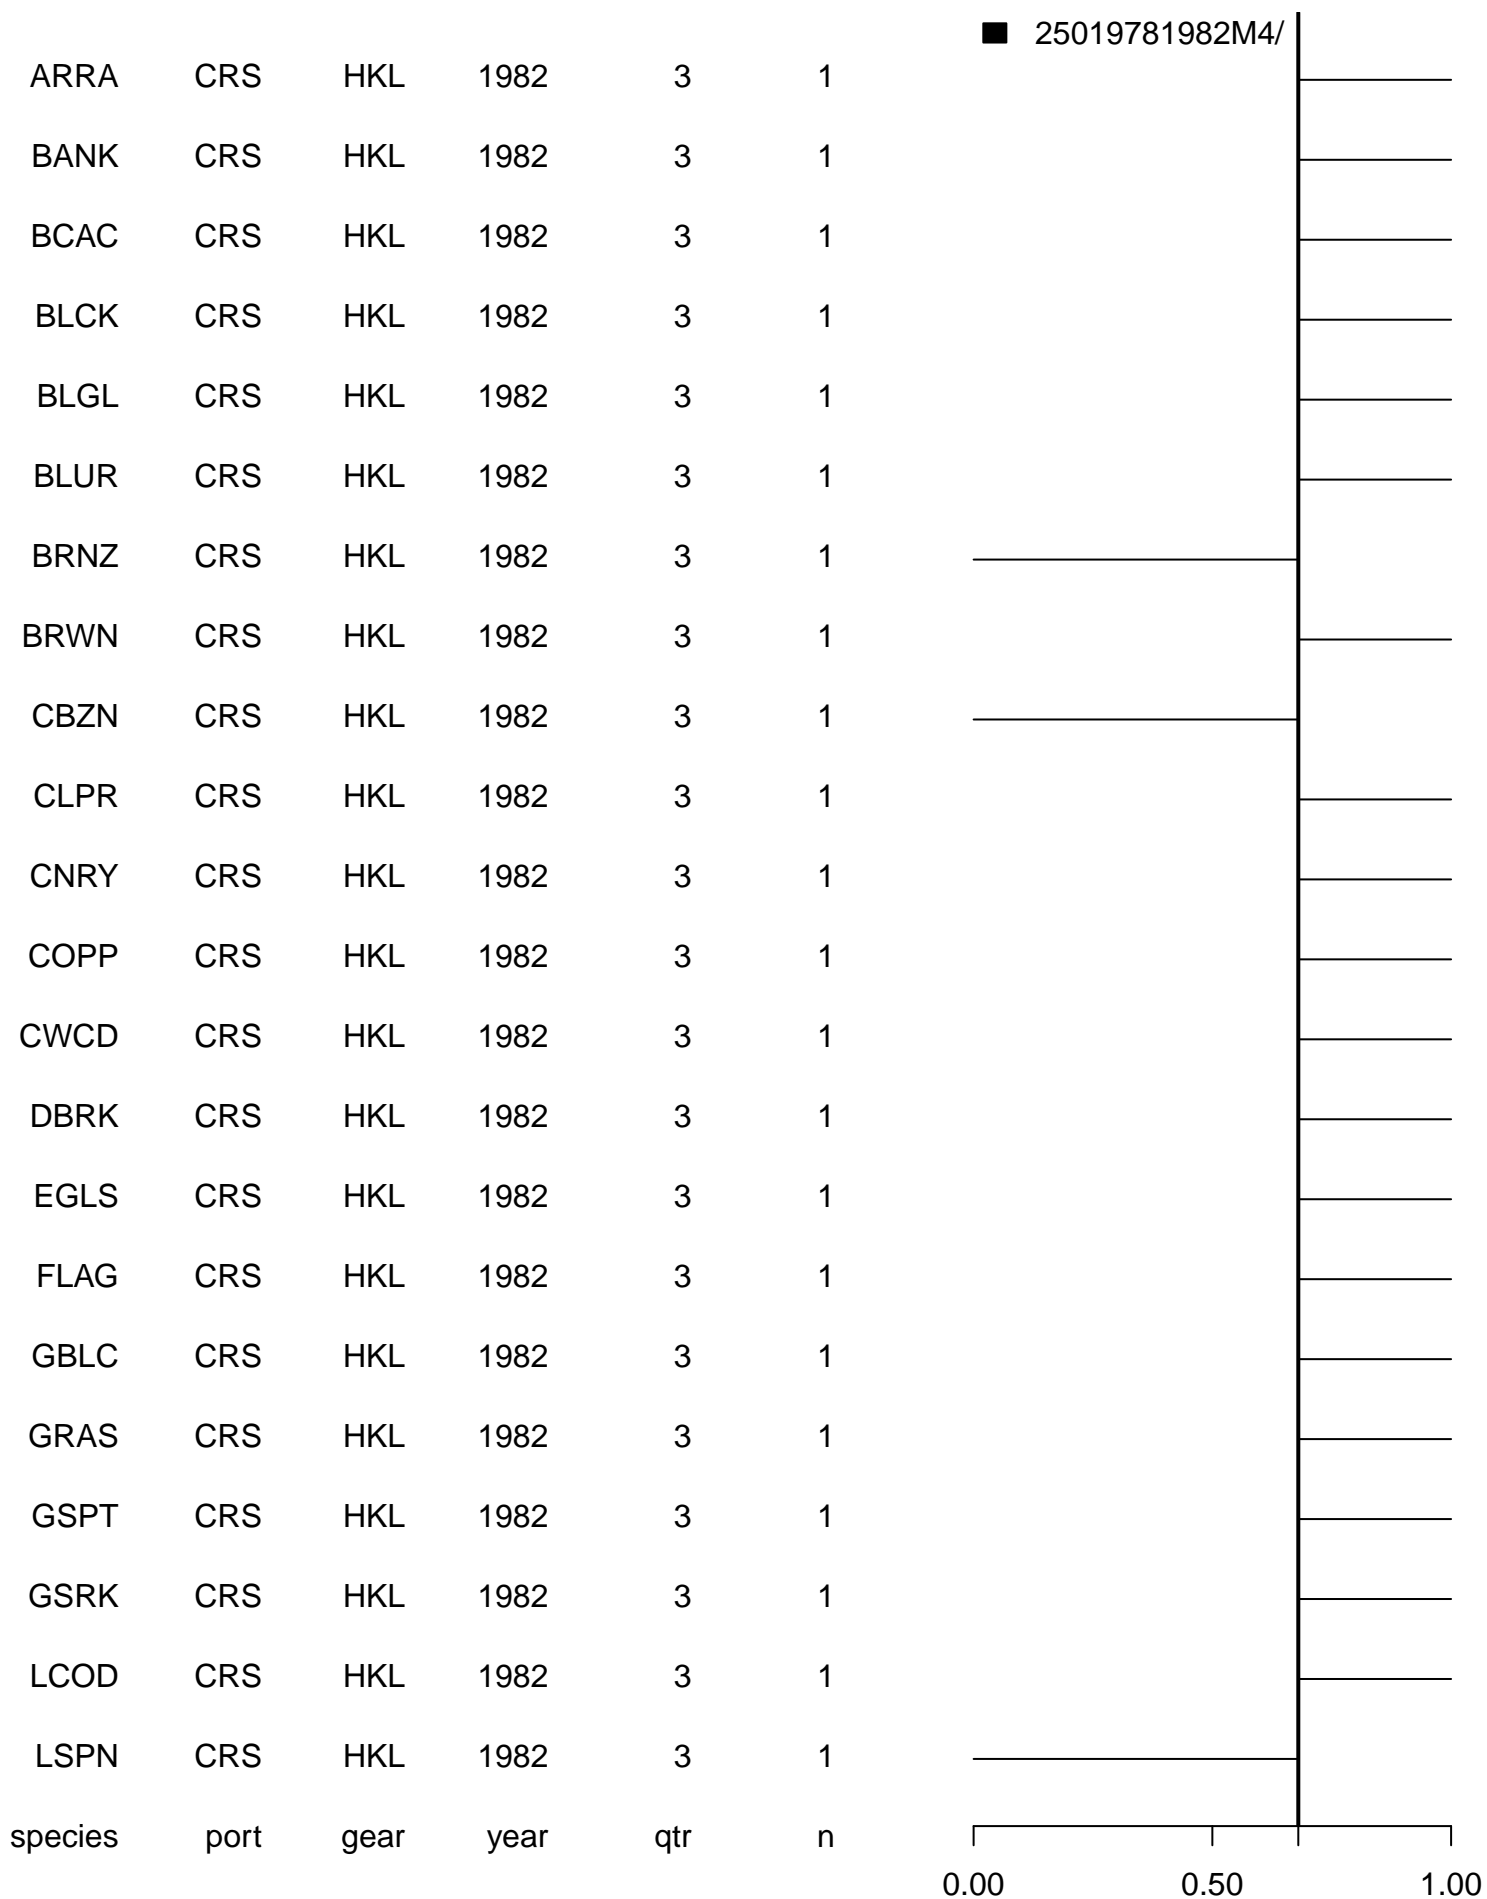 25019781982M4/
ARRA CRS HKL 1982 3 1
BANK CRS HKL 1982 3 1
BCAC CRS HKL 1982 3 1
BLCK CRS HKL 1982 3 1
BLGL CRS HKL 1982 3 1
BLUR CRS HKL 1982 3 1
BRNZ CRS HKL 1982 3 1
BRWN CRS HKL 1982 3 1
CBZN CRS HKL 1982 3 1
CLPR CRS HKL 1982 3 1
CNRY CRS HKL 1982 3 1
COPP CRS HKL 1982 3 1
CWCD CRS HKL 1982 3 1
DBRK CRS HKL 1982 3 1
EGLS CRS HKL 1982 3 1
FLAG CRS HKL 1982 3 1
GBLC CRS HKL 1982 3 1
GRAS CRS HKL 1982 3 1
GSPT CRS HKL 1982 3 1
GSRK CRS HKL 1982 3 1
LCOD CRS HKL 1982 3 1
LSPN CRS HKL 1982 3 1
species port gear year qtr n
0.00 0.50 1.00